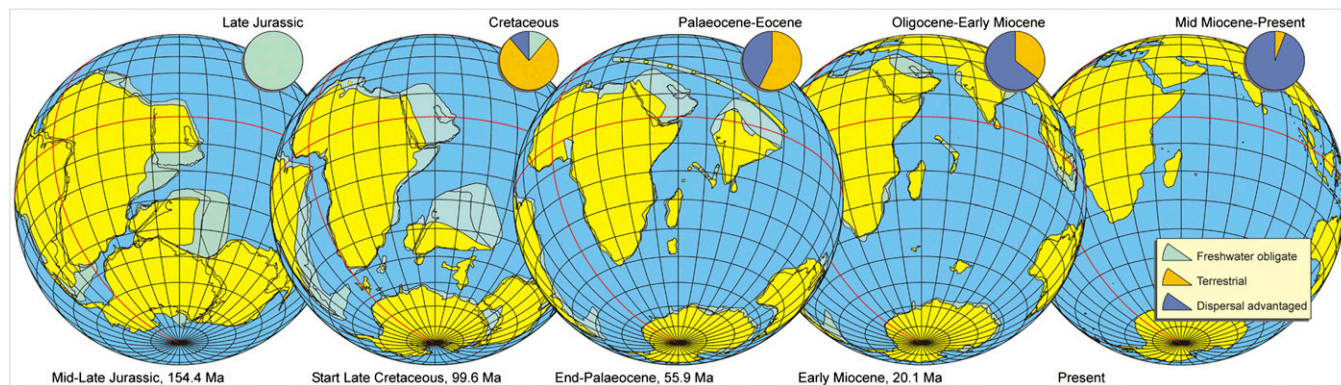 Late Jurassic
Cretaceous
Palaeocene-Eocene
Oligocene-Early Miocene
Mid Miocene-Present
Freshwater obligate
Terrestrial
Dispersal advantaged
Mid-Late Jurassic, 154.4 Ma
Start Late Cretaceous, 99.6 Ma
End-Palaeocene, 55.9 Ma
Early Miocene, 20.1 Ma
Present